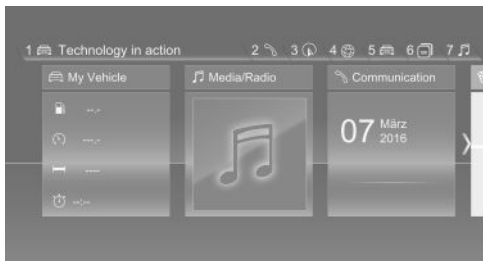 1 Technology in action 2 3 4 5 6 7
My Vehicle Media/Radio Communication
--.- 07 März
---.- 2016
----
--:--